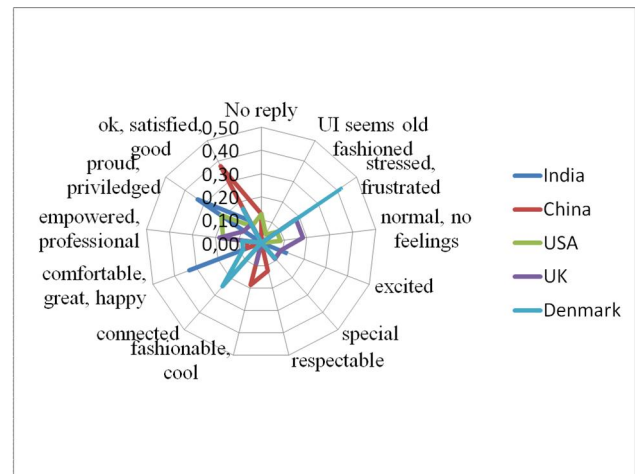 No reply
UI seems old
fashioned
stressed,
frustrated
normal, no
feelings
excited
special
respectable
fashionable,
cool
connected
comfortable,
great, happy
empowered,
professional
proud,
priviledged
ok, satisfied,
good
0,50
0,40
0,30
0,20
0,10
0,00
India
China
USA
UK
Denmark